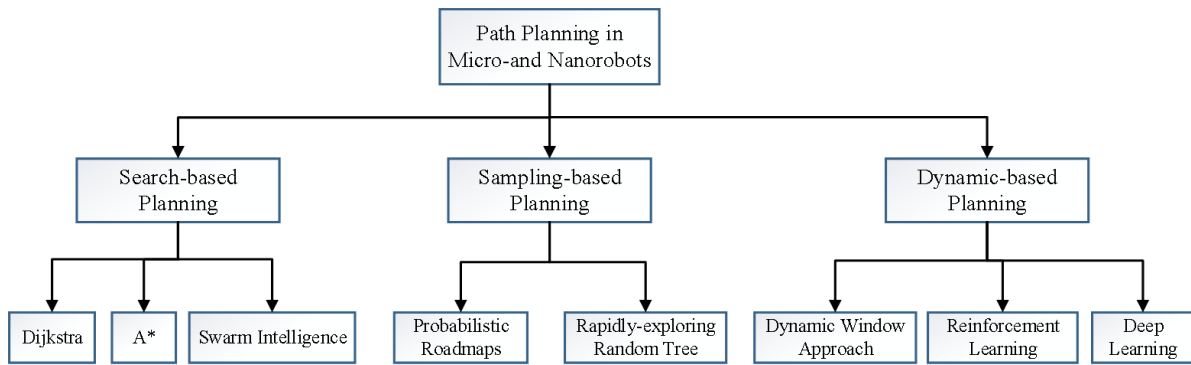 Path Planning in
Micro-and Nanorobots
Search-based
Planning
Sampling-based
Planning
Dynamic-based
Planning
Dijkstra
A*
Swarm Intelligence
Probabilistic
Roadmaps
Rapidly-exploring
Random Tree
Dynamic Window
Approach
Reinforcement
Learning
Deep
Learning